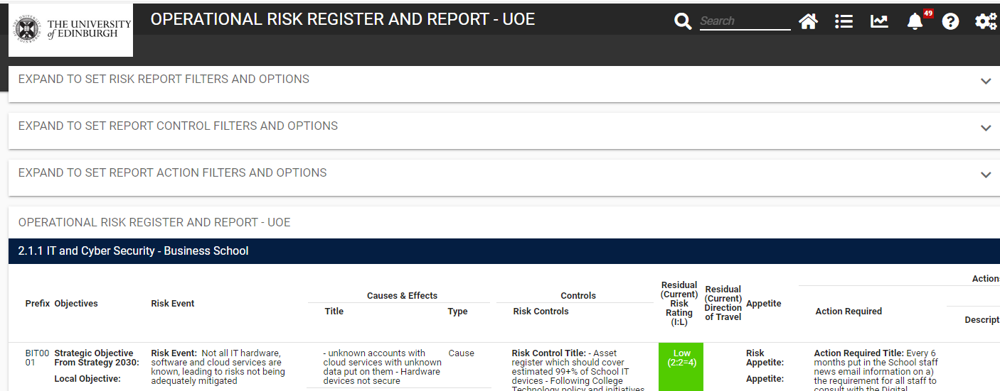 THE UNIVERSITY
of EDINBURGH
OPERATIONAL RISK REGISTER AND REPORT - UOE
Search
49
EXPAND TO SET RISK REPORT FILTERS AND OPTIONS
EXPAND TO SET REPORT CONTROL FILTERS AND OPTIONS
EXPAND TO SET REPORT ACTION FILTERS AND OPTIONS
OPERATIONAL RISK REGISTER AND REPORT - UOE
2.1.1 IT and Cyber Security - Business School
Prefix
Objectives
Risk Event
Causes & Effects
Title
Type
Controls
Risk Controls
Residual
(Current)
Risk
Rating
(I:L)
Residual
(Current)
Direction
of Travel
Appetite
Action
Action Required
Descript
BIT00
01
Strategic Objective
From Strategy 2030:
Local Objective:
Risk Event: Not all IT hardware,
software and cloud services are
known, leading to risks not being
adequately mitigated
- unknown accounts with
cloud services with unknown
data put on them - Hardware
devices not secure
Cause
Risk Control Title: - Asset
register which should cover
estimated 99+% of School IT
devices - Following College
Technology policy and initiatives
Low
(2:2=4)
Risk
Appetite:
Appetite:
Action Required Title: Every 6
months put in the School staff
news email information on a)
the requirement for all staff to
consult with the Digital